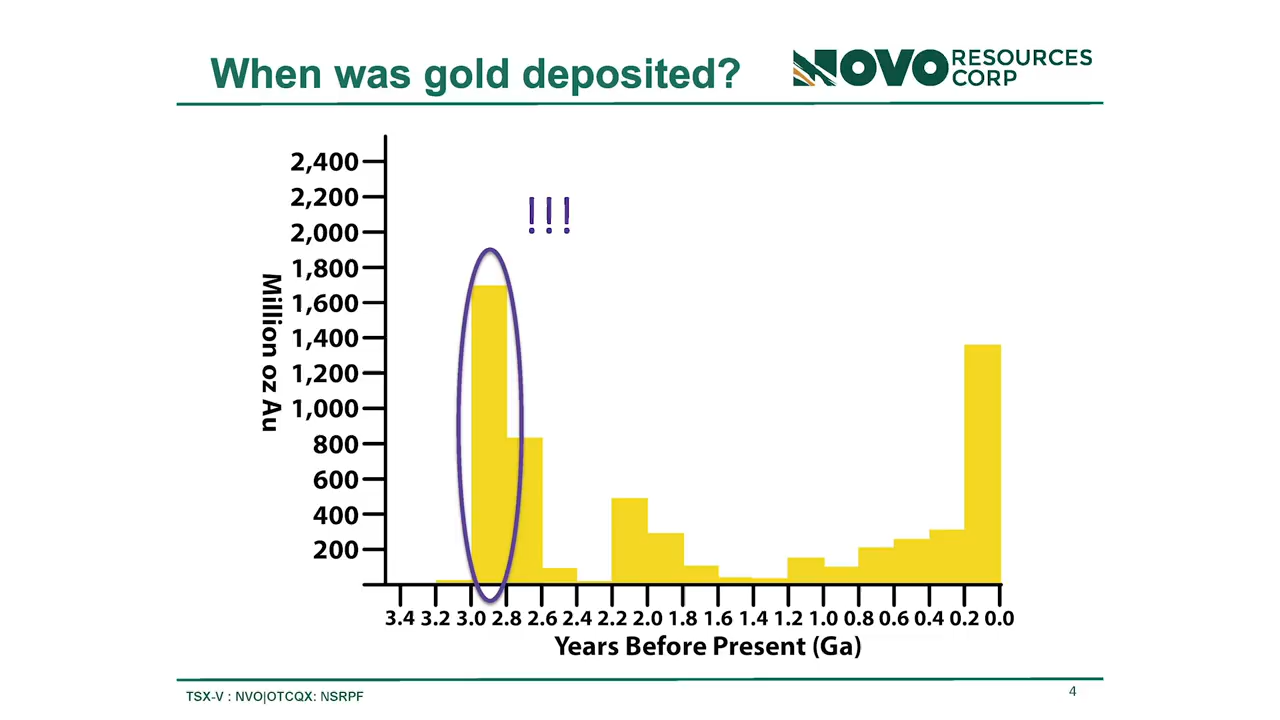 When was gold deposited?
NOVO RESOURCES CORP
!!!
Million oz Au
2,400
2,200
2,000
1,800
1,600
1,400
1,200
1,000
800
600
400
200
3.4 3.2 3.0 2.8 2.6 2.4 2.2 2.0 1.8 1.6 1.4 1.2 1.0 0.8 0.6 0.4 0.2 0.0
Years Before Present (Ga)
TSX-V : NVO|OTCQX: NSRPF
4